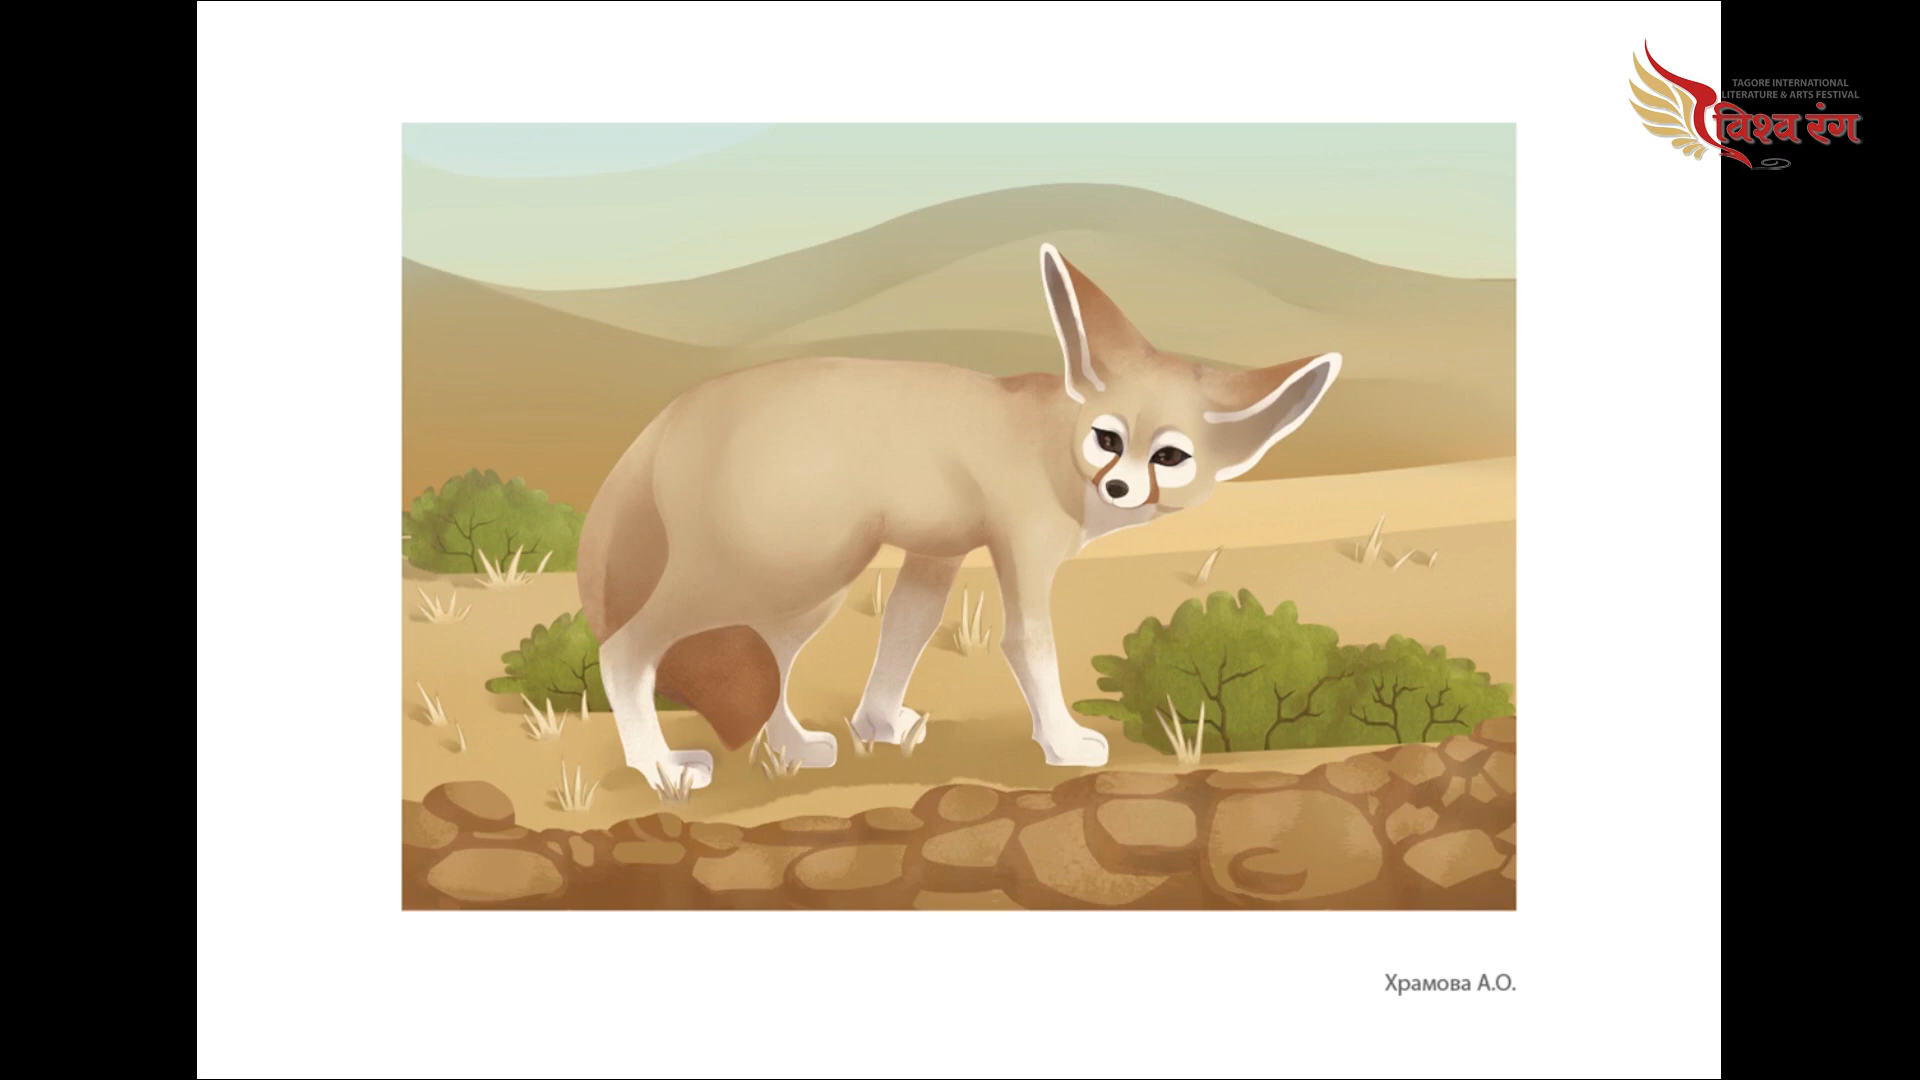 TAGORE INTERNATIONAL
LITERATURE & ARTS FESTIVAL
विश्व रंग
Храмова А.О.